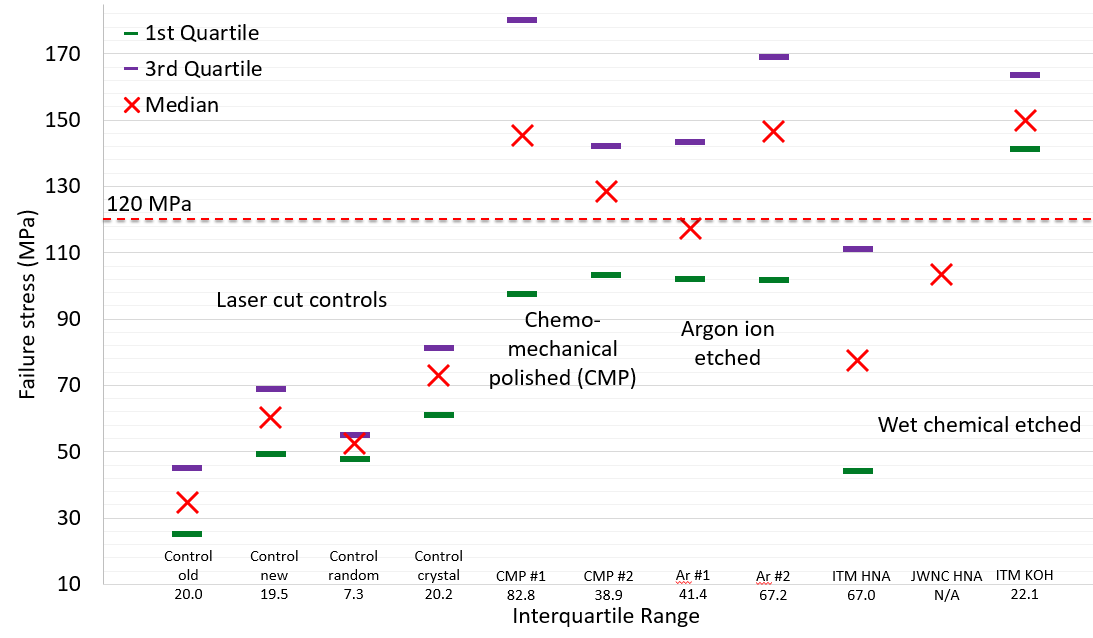 1st Quartile
3rd Quartile
Median
170
150
130
110
90
70
50
30
10
Failure stress (MPa)
120 MPa
Laser cut controls
Chemo-
mechanical
polished (CMP)
Argon ion
etched
Wet chemical etched
Control
old
20.0
Control
new
19.5
Control
random
7.3
Control
crystal
20.2
CMP #1
82.8
CMP #2
38.9
Ar #1
41.4
Ar #2
67.2
ITM HNA
67.0
JWNC HNA
N/A
ITM KOH
22.1
Interquartile Range